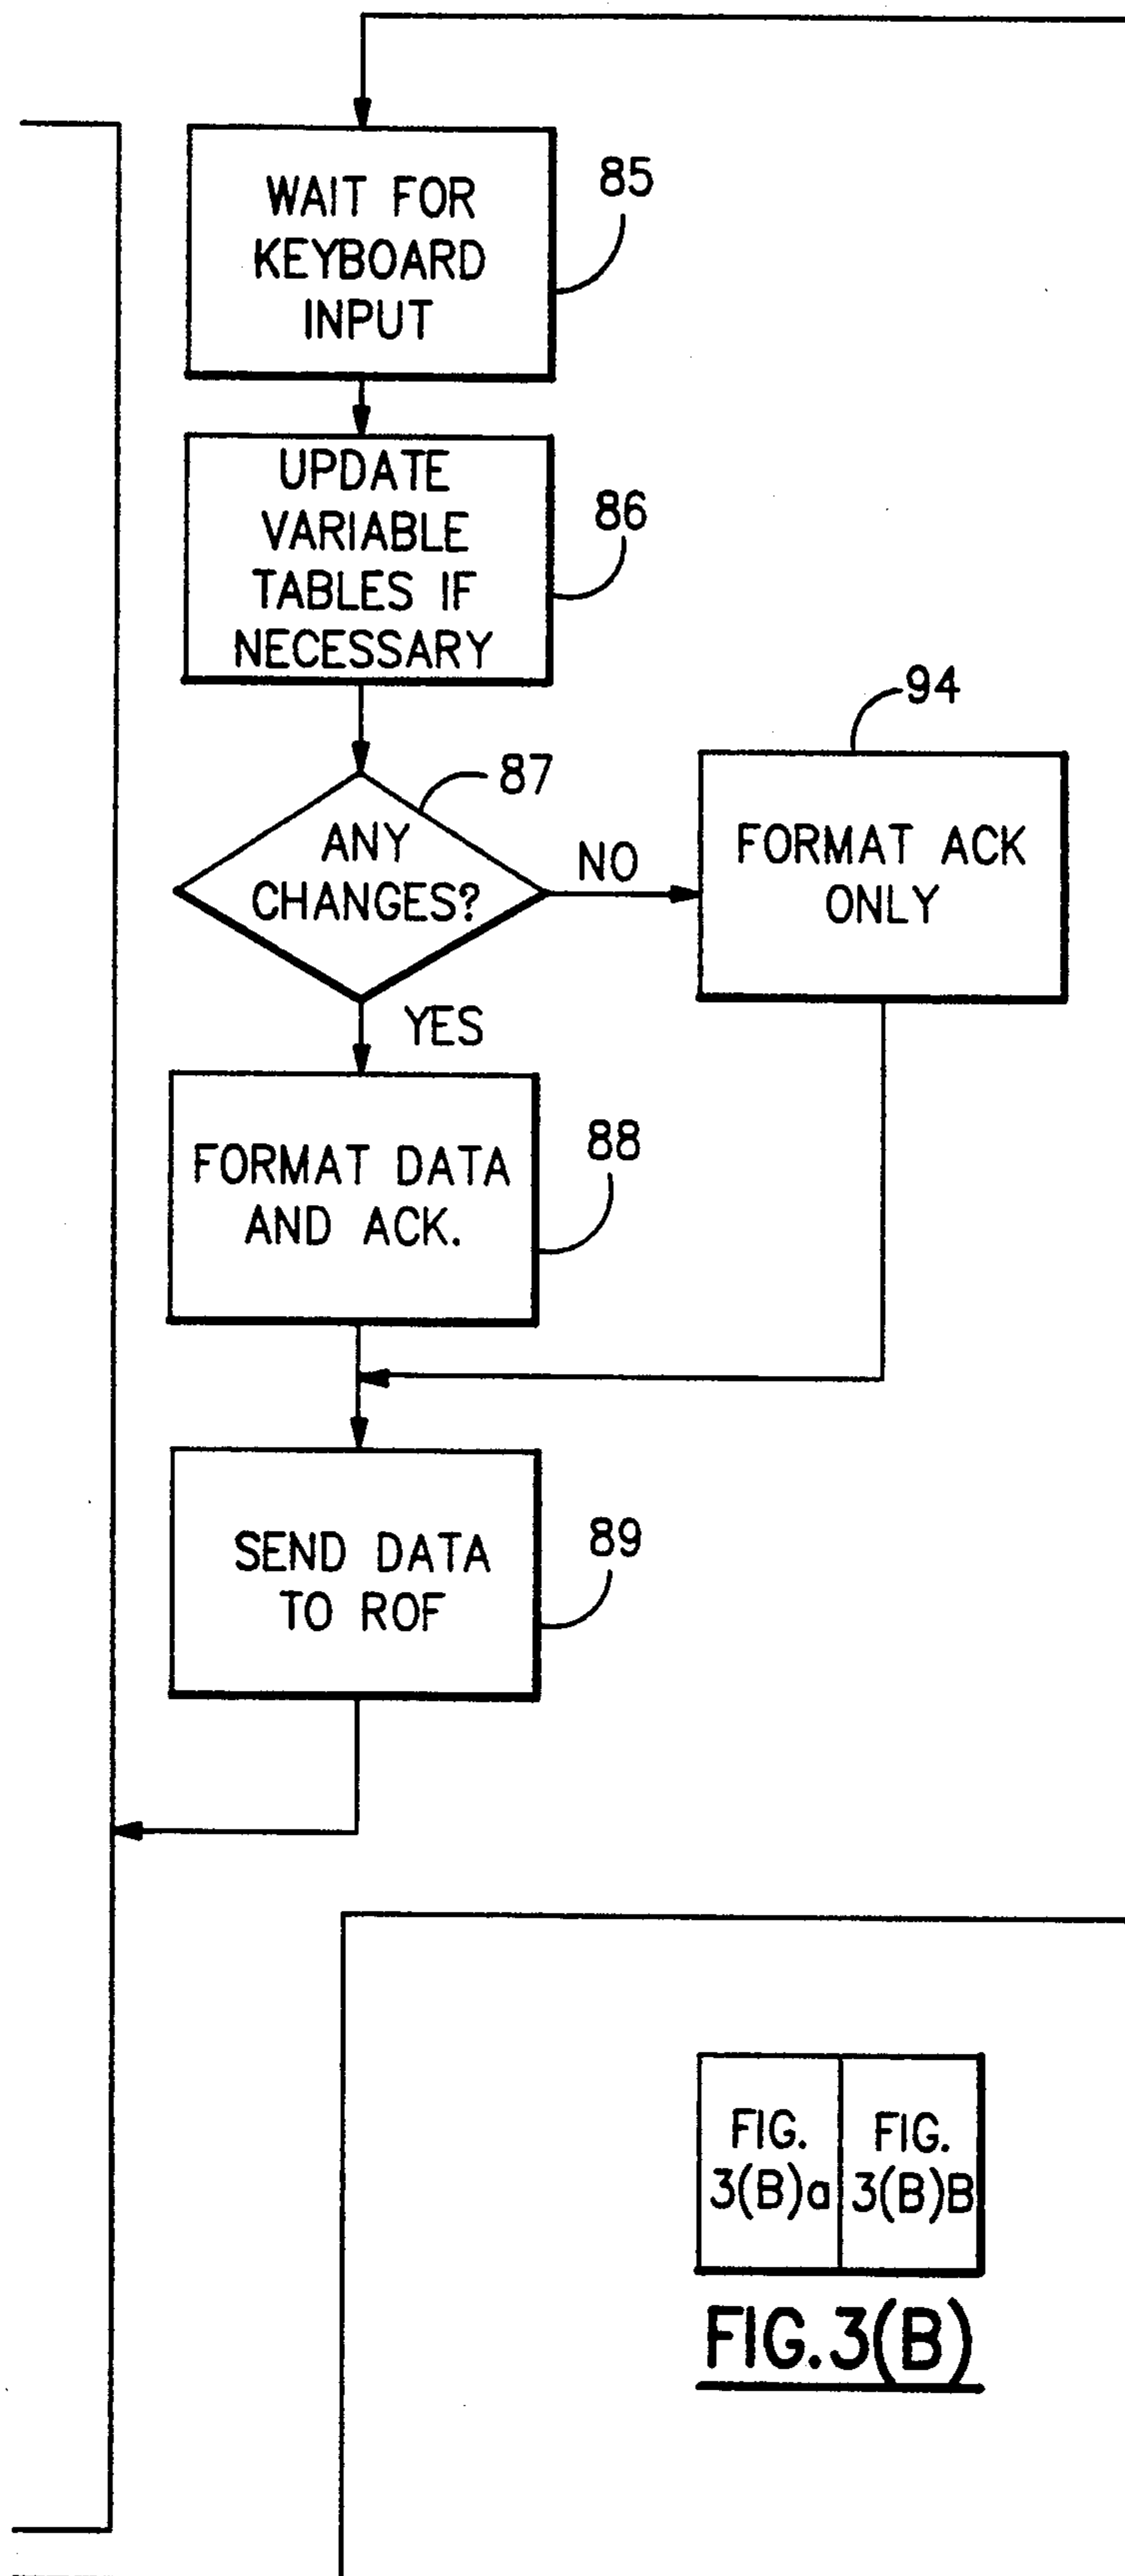 WAIT FOR
KEYBOARD
INPUT
85
UPDATE
VARIABLE
TABLES IF
NECESSARY
86
94
87
ANY
CHANGES?
NO
FORMAT ACK
ONLY
YES
FORMAT DATA
AND ACK.
88
SEND DATA
TO ROF
89
FIG.
3(B)a
FIG.
3(B)B
FIG.3(B)